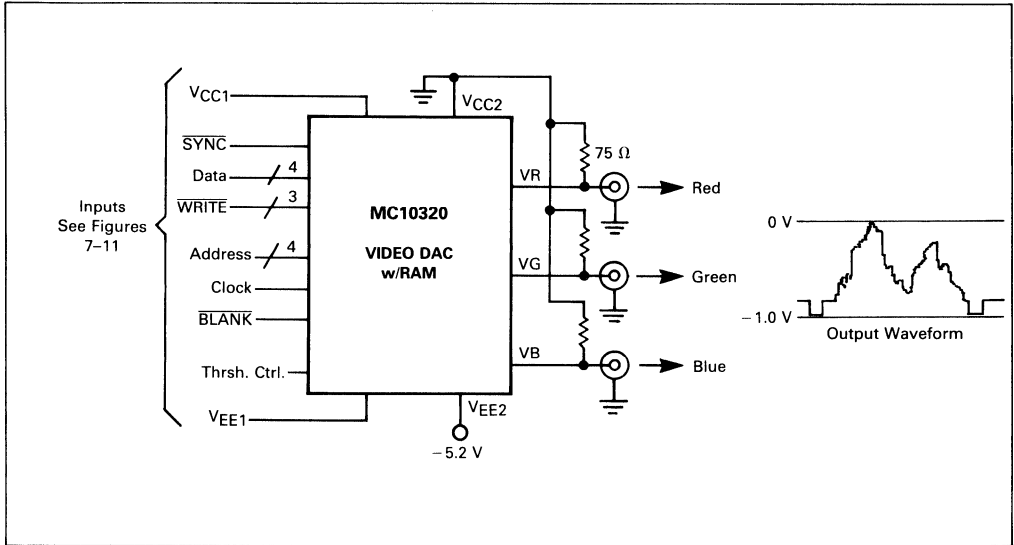 VCC1
VCC2
SYNC
Data 4
WRITE 3
Address 4
Clock
BLANK
Thrsh. Ctrl.
VEE1
VEE2
−5.2 V
Inputs
See Figures
7–11
MC10320
VIDEO DAC
w/RAM
75 Ω
VR
Red
VG
Green
VB
Blue
0 V
−1.0 V
Output Waveform